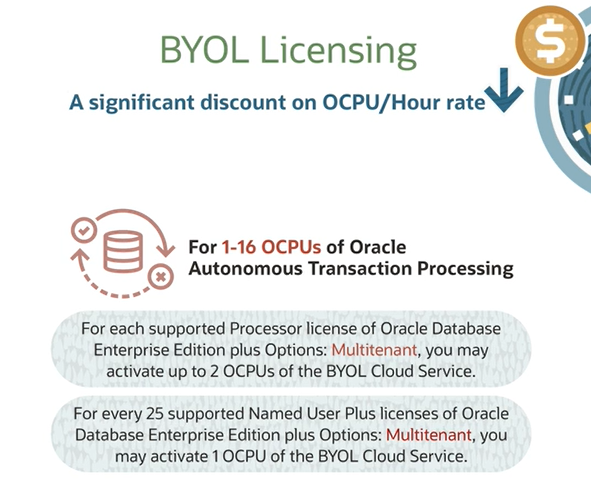 BYOL Licensing
$
A significant discount on OCPU/Hour rate
For 1-16 OCPUs of Oracle
Autonomous Transaction Processing
For each supported Processor license of Oracle Database
Enterprise Edition plus Options: Multitenant, you may
activate up to 2 OCPUs of the BYOL Cloud Service.
For every 25 supported Named User Plus licenses of Oracle
Database Enterprise Edition plus Options: Multitenant, you
may activate 1 OCPU of the BYOL Cloud Service.